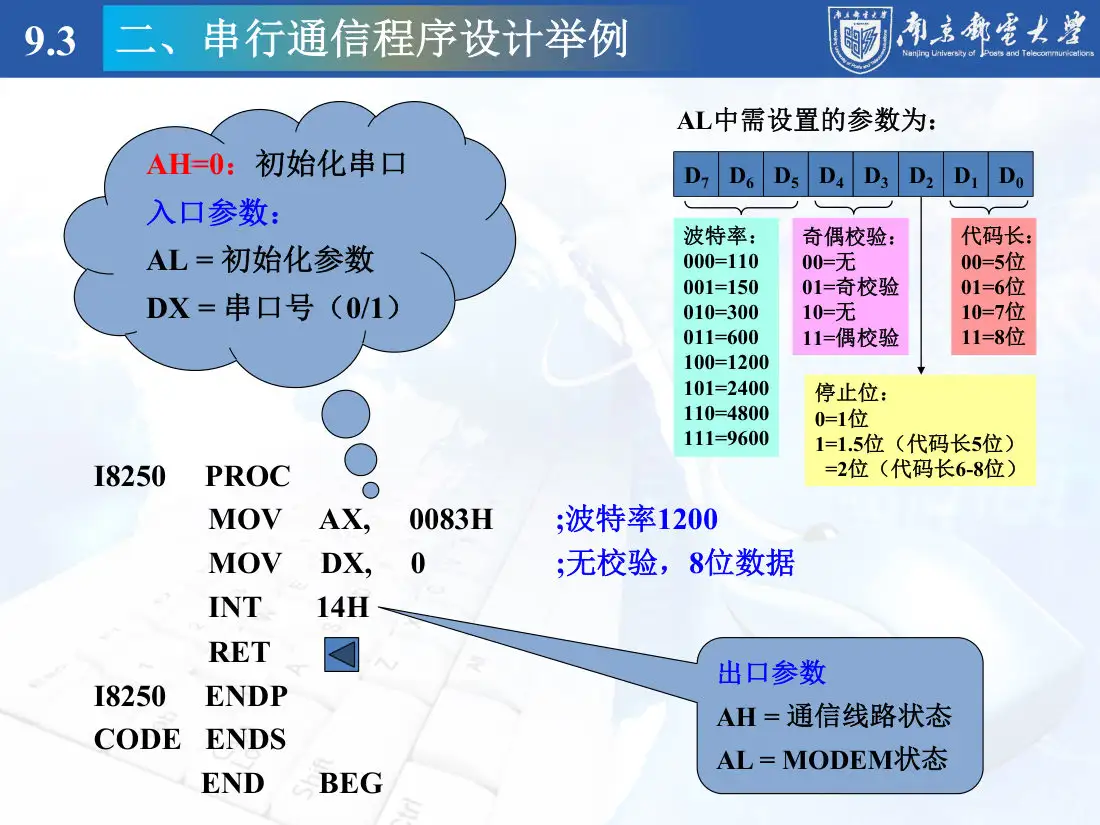 9.3 二、串行通信程序设计举例
南京邮电大学
Nanjing University of Posts and Telecommunications
AH=0：初始化串口
入口参数：
AL = 初始化参数
DX = 串口号（0/1）
AL中需设置的参数为：
D7 D6 D5 D4 D3 D2 D1 D0
波特率：
000=110
001=150
010=300
011=600
100=1200
101=2400
110=4800
111=9600
奇偶校验：
00=无
01=奇校验
10=无
11=偶校验
代码长：
00=5位
01=6位
10=7位
11=8位
停止位：
0=1位
1=1.5位（代码长5位）
=2位（代码长6-8位）
I8250 PROC
MOV AX, 0083H ;波特率1200
MOV DX, 0 ;无校验，8位数据
INT 14H
RET
I8250 ENDP
CODE ENDS
END BEG
出口参数
AH = 通信线路状态
AL = MODEM状态